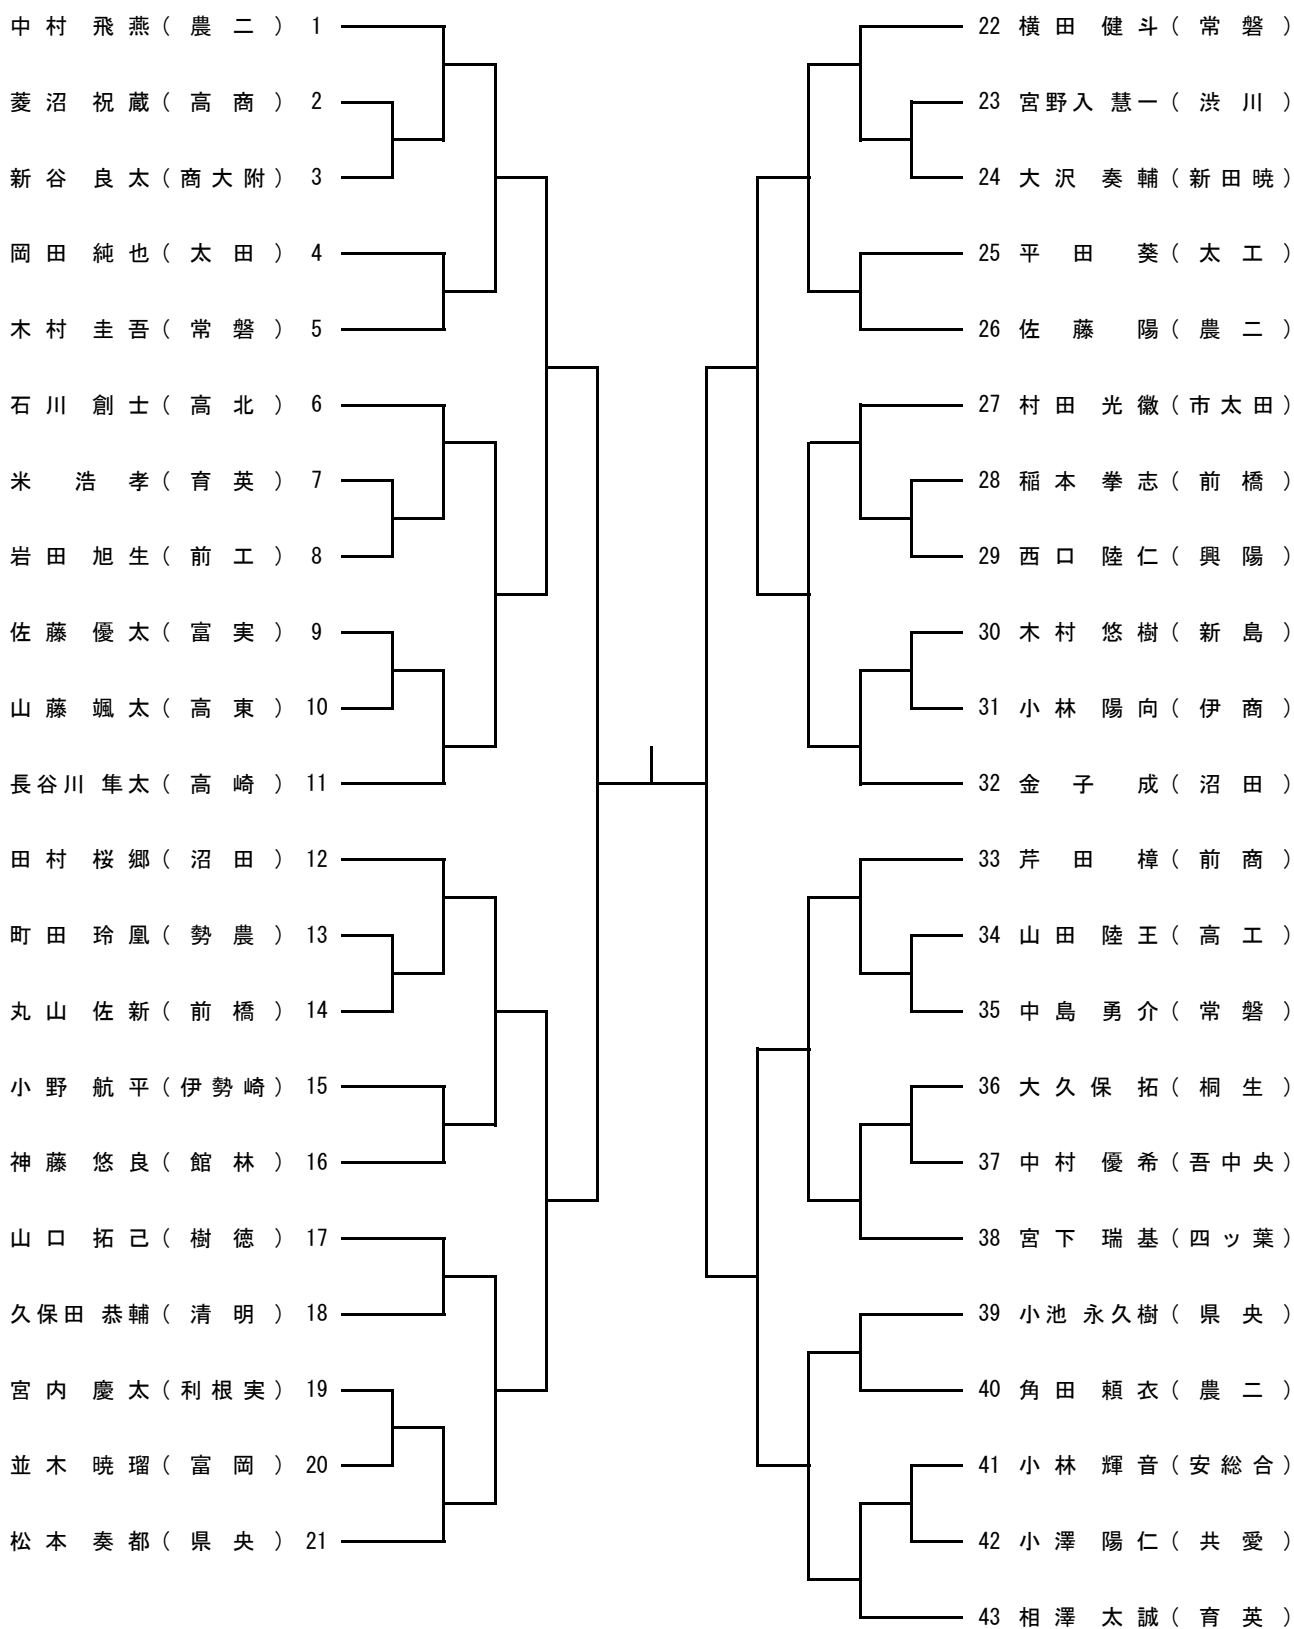 中村 飛燕（農二）1
菱沼 祝蔵（高商）2
新谷 良太（商大附）3
岡田 純也（太田）4
木村 圭吾（常磐）5
石川 創士（高北）6
米 浩孝（育英）7
岩田 旭生（前工）8
佐藤 優太（富実）9
山藤 颯太（高東）10
長谷川 隼太（高崎）11
田村 桜郷（沼田）12
町田 玲凰（勢農）13
丸山 佐新（前橋）14
小野 航平（伊勢崎）15
神藤 悠良（館林）16
山口 拓己（樹徳）17
久保田 恭輔（清明）18
宮内 慶太（利根実）19
並木 暁瑠（富岡）20
松本 奏都（県央）21
22 横田 健斗（常磐）
23 宮野入 慧一（渋川）
24 大沢 奏輔（新田暁）
25 平田 葵（太工）
26 佐藤 陽（農二）
27 村田 光徹（市太田）
28 稲本 拳志（前橋）
29 西口 陸仁（興陽）
30 木村 悠樹（新島）
31 小林 陽向（伊商）
32 金子 成（沼田）
33 芹田 樟（前商）
34 山田 陸王（高工）
35 中島 勇介（常磐）
36 大久保 拓（桐生）
37 中村 優希（吾中央）
38 宮下 瑞基（四ッ葉）
39 小池 永久樹（県央）
40 角田 頼衣（農二）
41 小林 輝音（安総合）
42 小澤 陽仁（共愛）
43 相澤 太誠（育英）